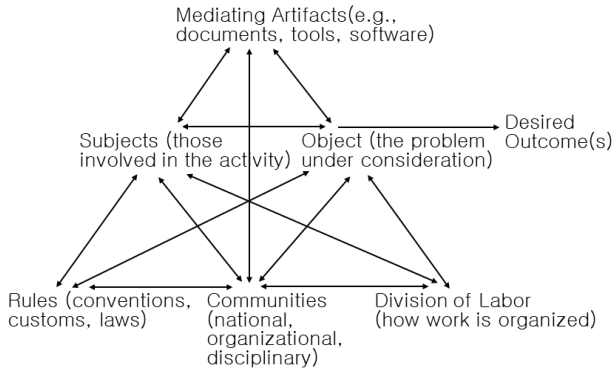 Mediating Artifacts(e.g.,
documents, tools, software)
Subjects (those
involved in the activity)
Object (the problem
under consideration)
Desired
Outcome(s)
Rules (conventions,
customs, laws)
Communities
(national,
organizational,
disciplinary)
Division of Labor
(how work is organized)